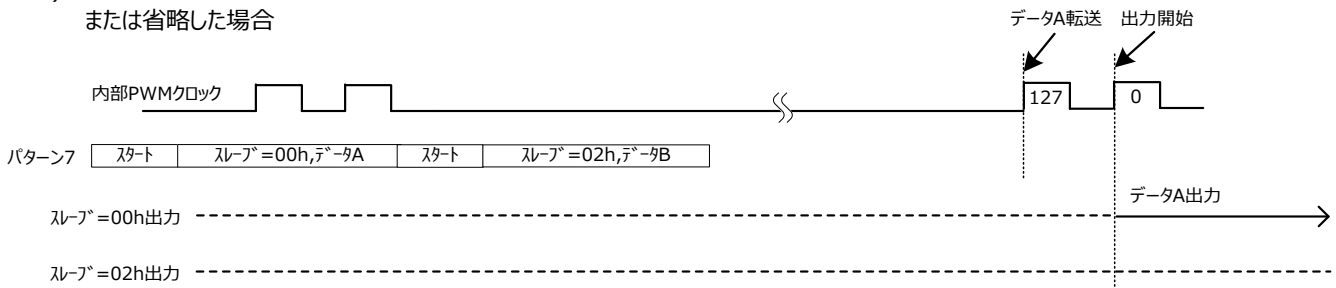 または省略した場合
データA転送 出力開始
内部PWMクロック
127 0
パターン7 ｽﾀｰﾄ ｽﾚｰﾌﾞ=00h,ﾃﾞｰﾀA ｽﾀｰﾄ ｽﾚｰﾌﾞ=02h,ﾃﾞｰﾀB
データA出力
ｽﾚｰﾌﾞ=00h出力
ｽﾚｰﾌﾞ=02h出力